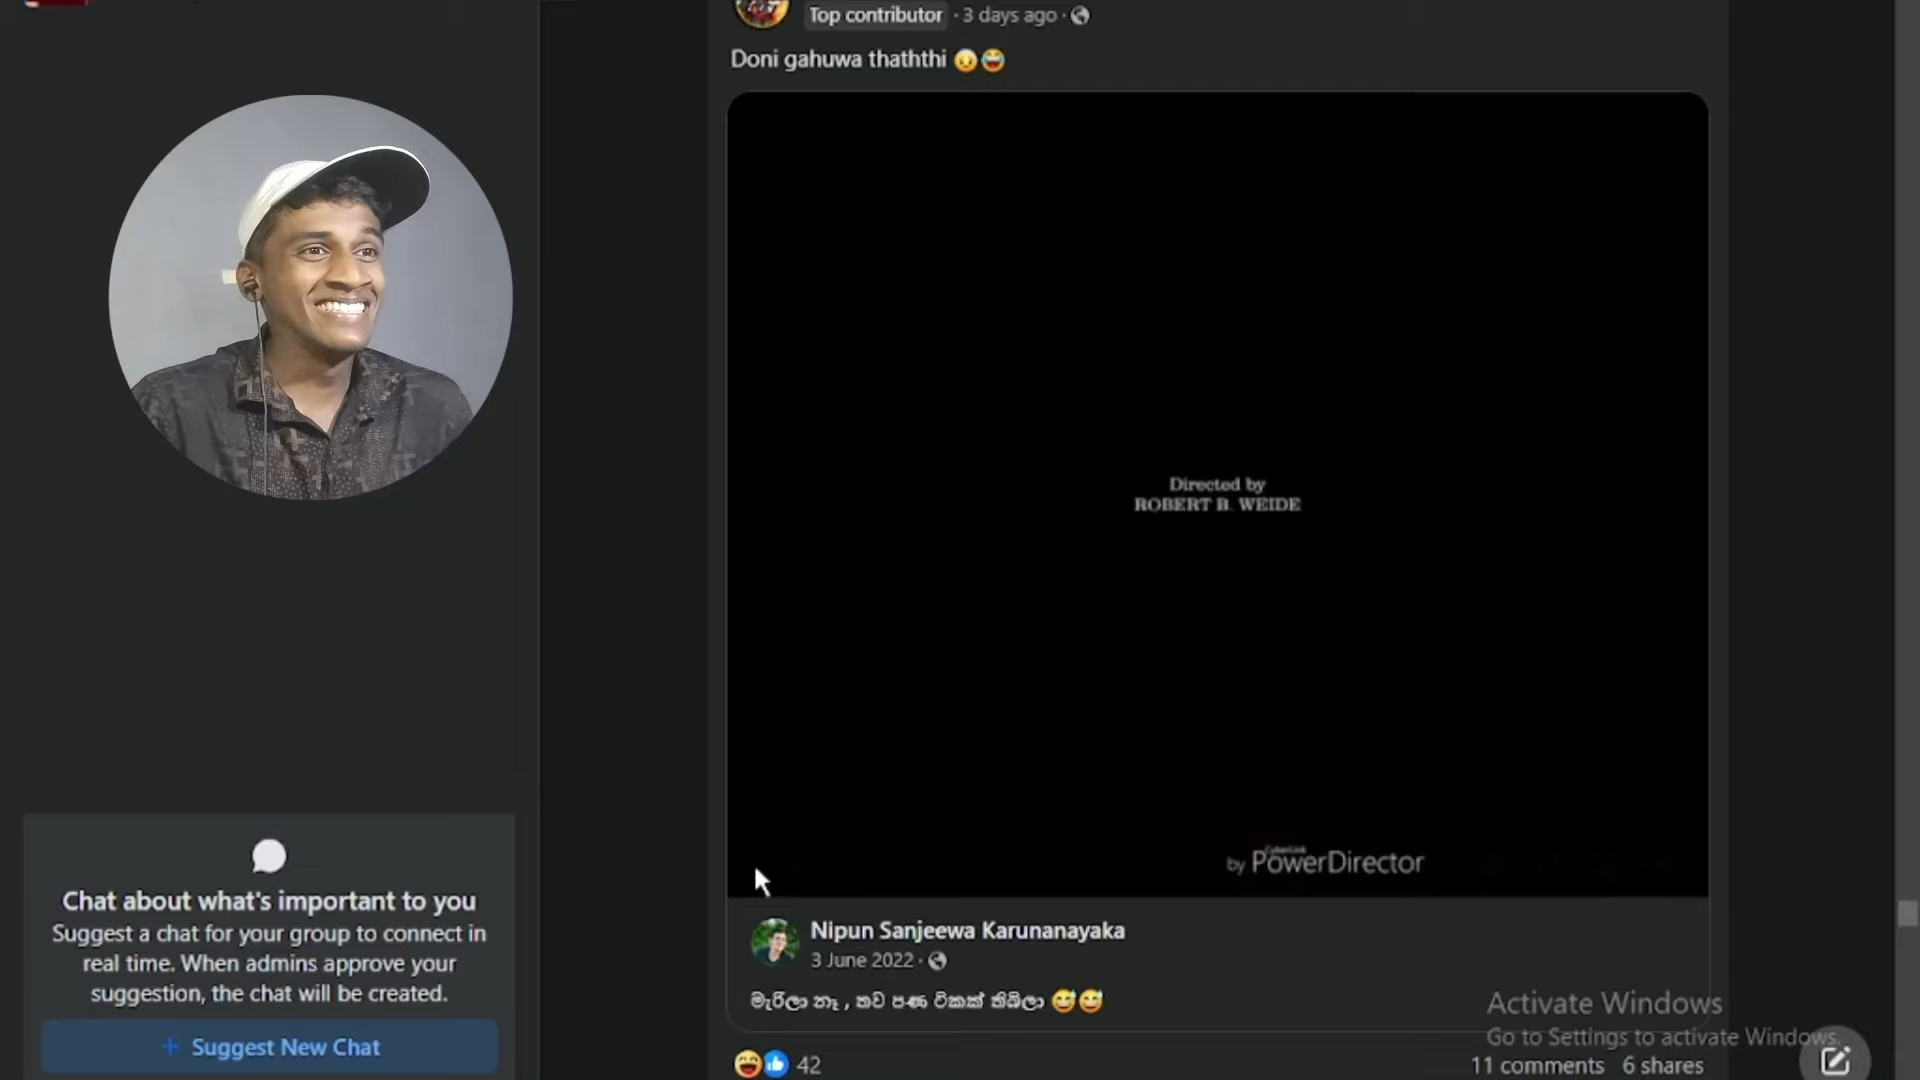 Top contributor · 3 days ago ·
Doni gahuwa thaththi 😳😂
Directed by
ROBERT B. WEIDE
CyberLink
by PowerDirector
Nipun Sanjeewa Karunanayaka
3 June 2022 ·
මැරිලා නෑ , තව පණ ටිකක් තිබිලා 😅😅
42
11 comments 6 shares
Chat about what's important to you
Suggest a chat for your group to connect in
real time. When admins approve your
suggestion, the chat will be created.
+ Suggest New Chat
Activate Windows
Go to Settings to activate Windows.